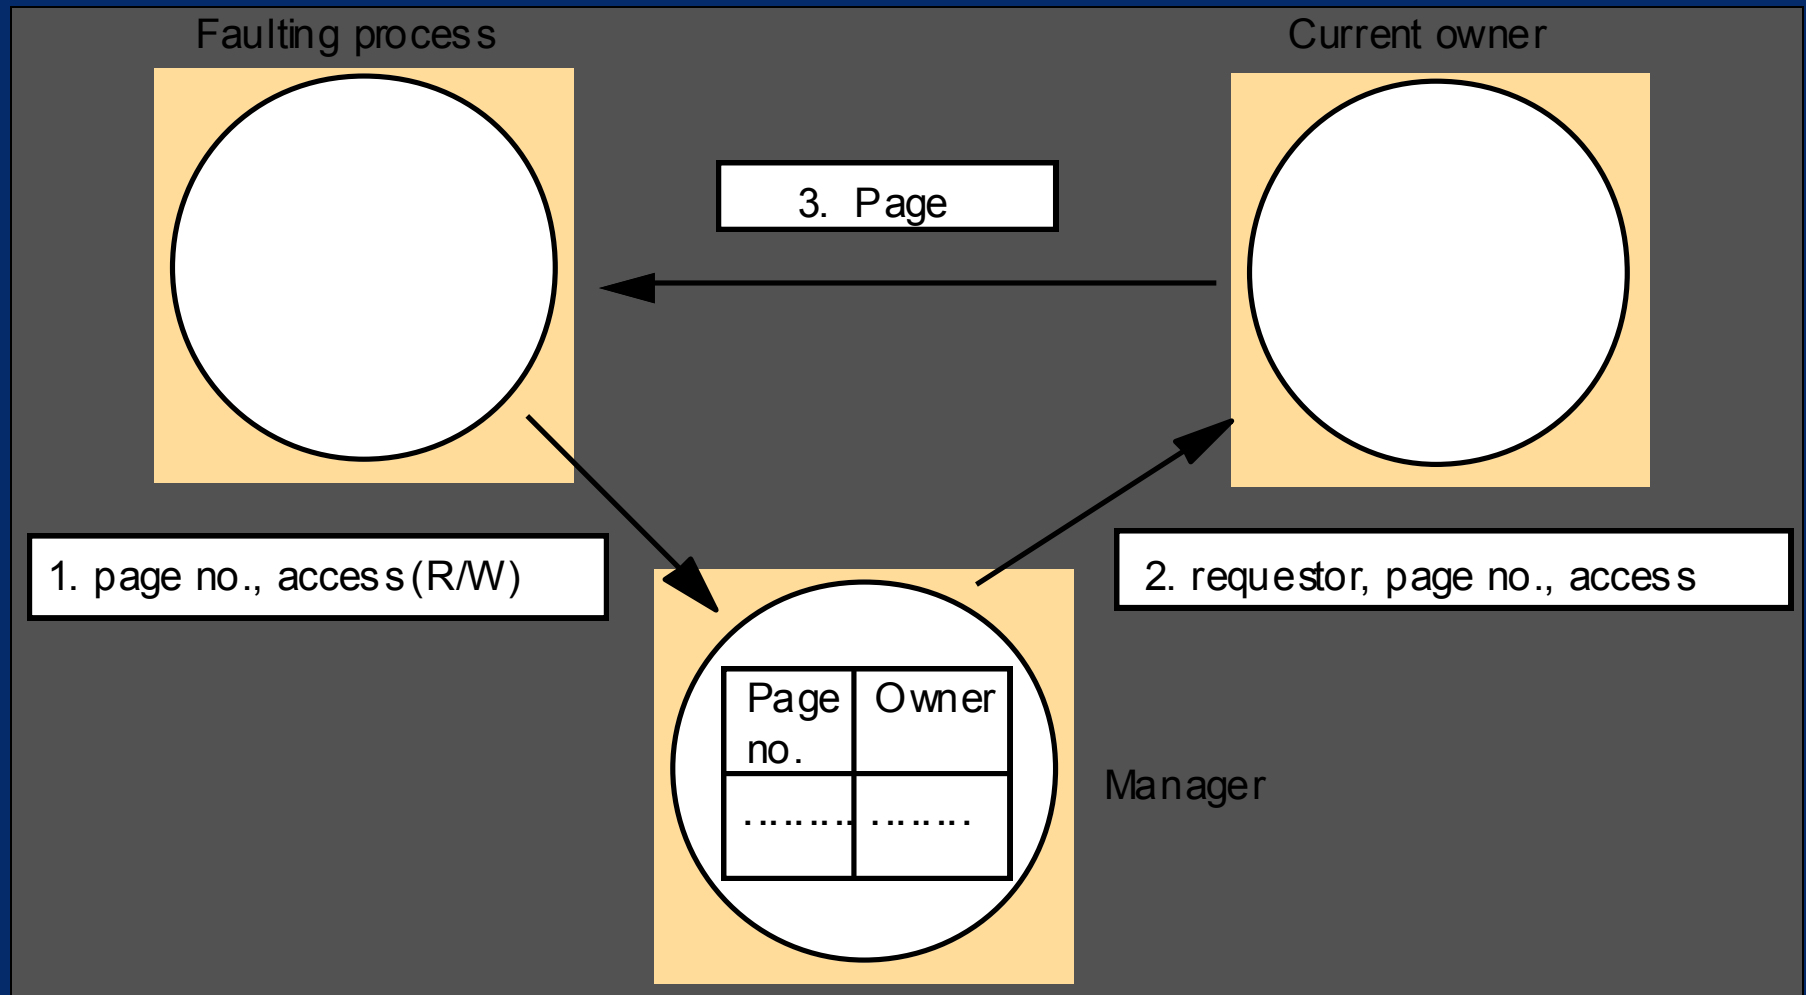 Faulting process
Current owner
3. Page
1. page no., access (R/W)
2. requestor, page no., access
Page Owner
no.
......... .......
Manager